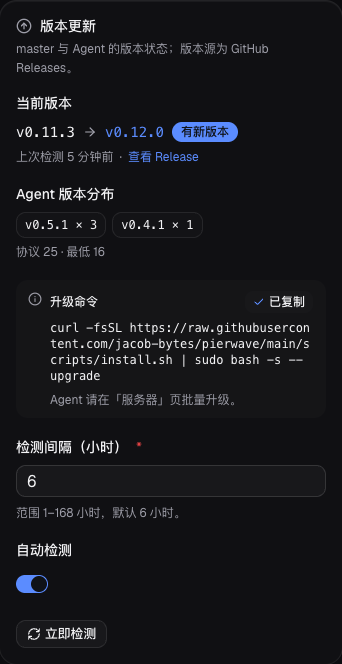 版本更新
master 与 Agent 的版本状态；版本源为 GitHub
Releases。
当前版本
v0.11.3 → v0.12.0 有新版本
上次检测 5 分钟前 · 查看 Release
Agent 版本分布
v0.5.1 × 3 v0.4.1 × 1
协议 25 · 最低 16
升级命令 已复制
curl -fsSL https://raw.githubusercon
tent.com/jacob-bytes/pierwave/main/s
cripts/install.sh | sudo bash -s --
upgrade
Agent 请在「服务器」页批量升级。
检测间隔（小时） *
6
范围 1–168 小时，默认 6 小时。
自动检测
立即检测